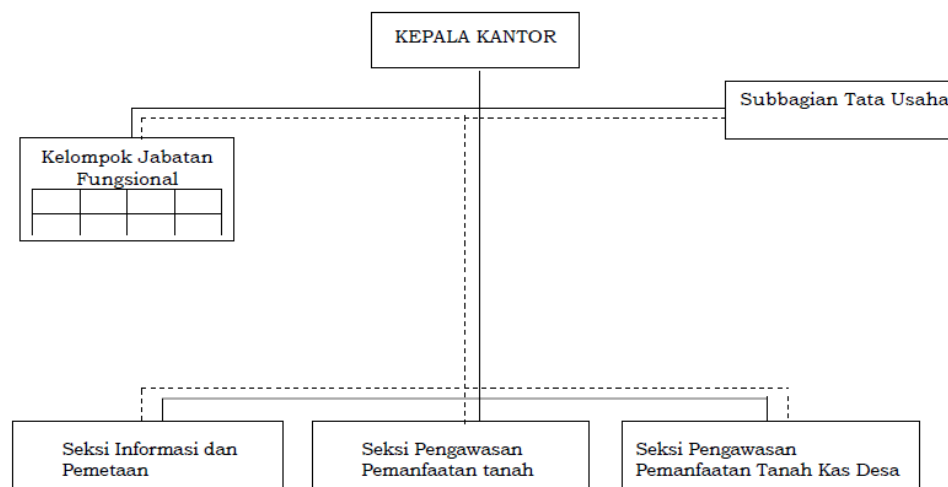 KEPALA KANTOR
Subbagian Tata Usaha
Kelompok Jabatan
Fungsional
Seksi Informasi dan
Pemetaan
Seksi Pengawasan
Pemanfaatan tanah
Seksi Pengawasan
Pemanfaatan Tanah Kas Desa